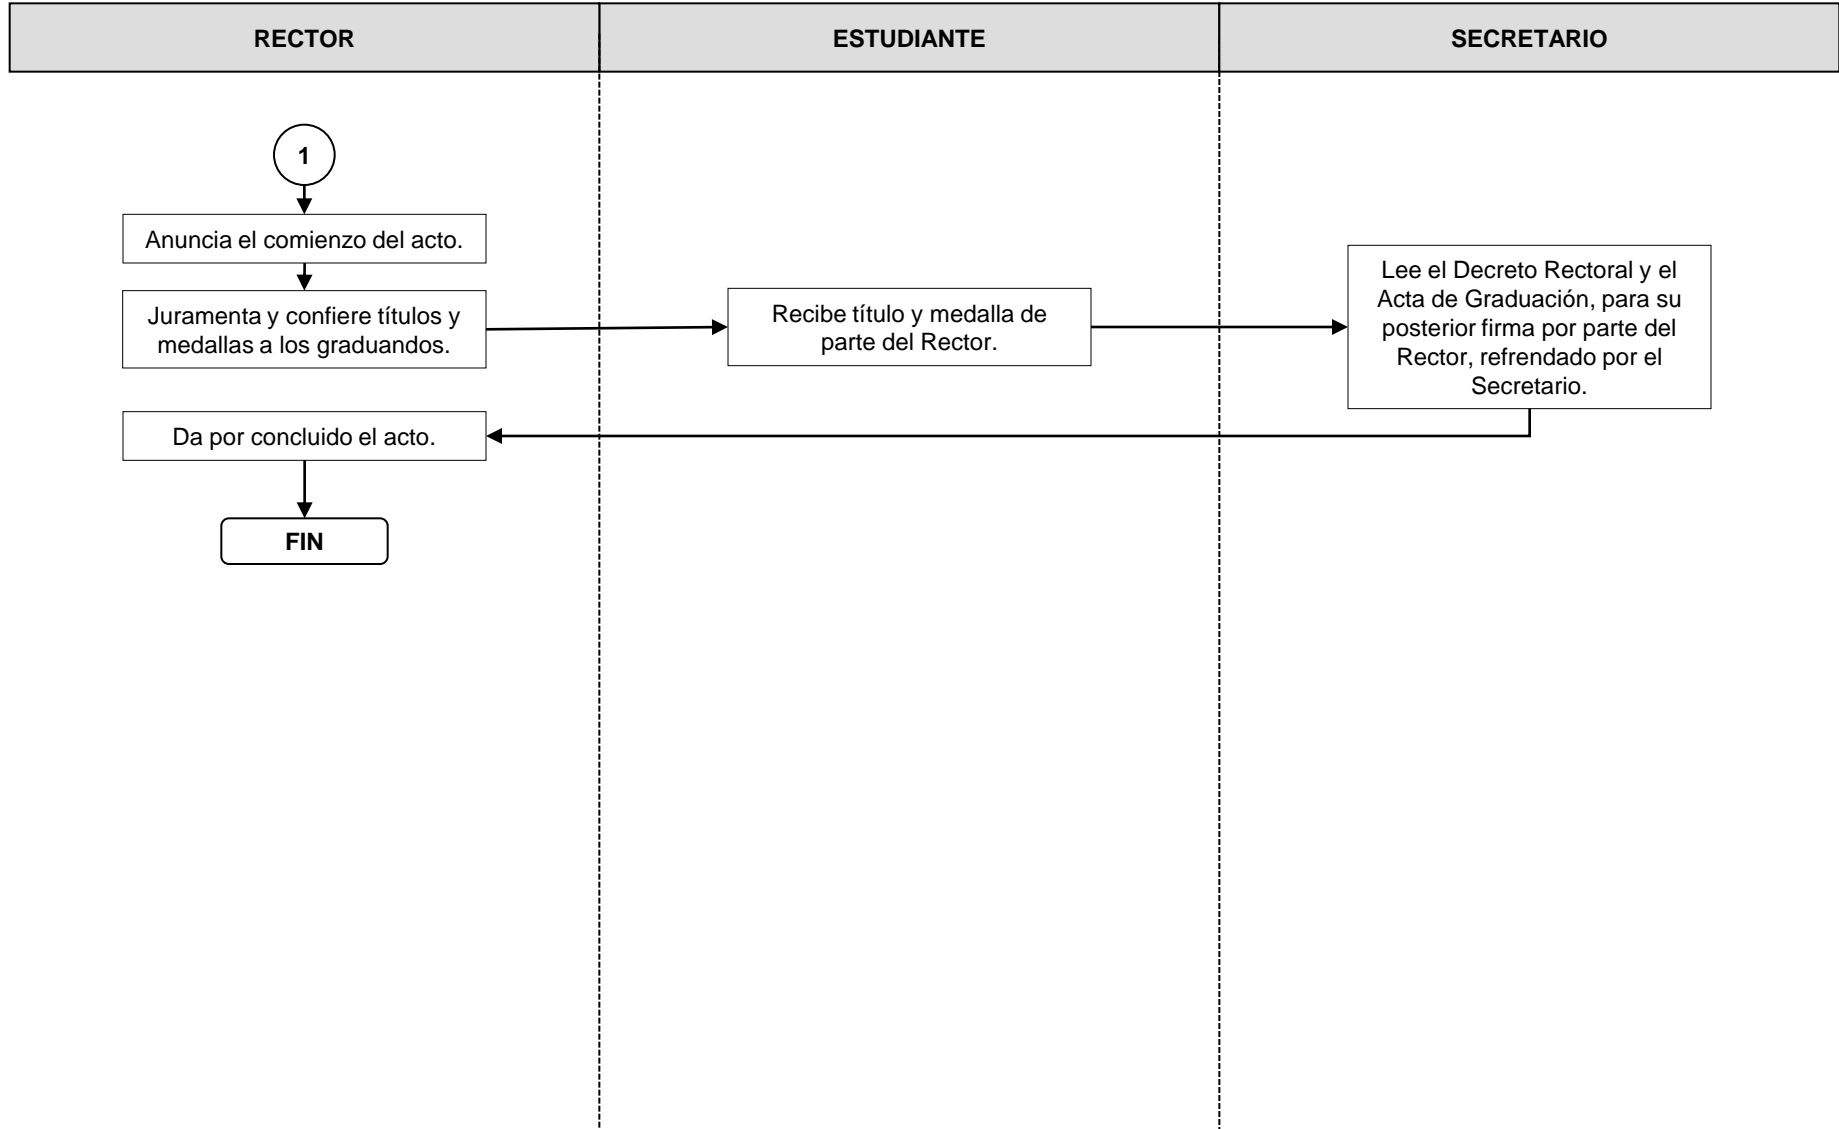 RECTOR
ESTUDIANTE
SECRETARIO
1
Anuncia el comienzo del acto.
Juramenta y confiere títulos y
medallas a los graduandos.
Recibe título y medalla de
parte del Rector.
Lee el Decreto Rectoral y el
Acta de Graduación, para su
posterior firma por parte del
Rector, refrendado por el
Secretario.
Da por concluido el acto.
FIN